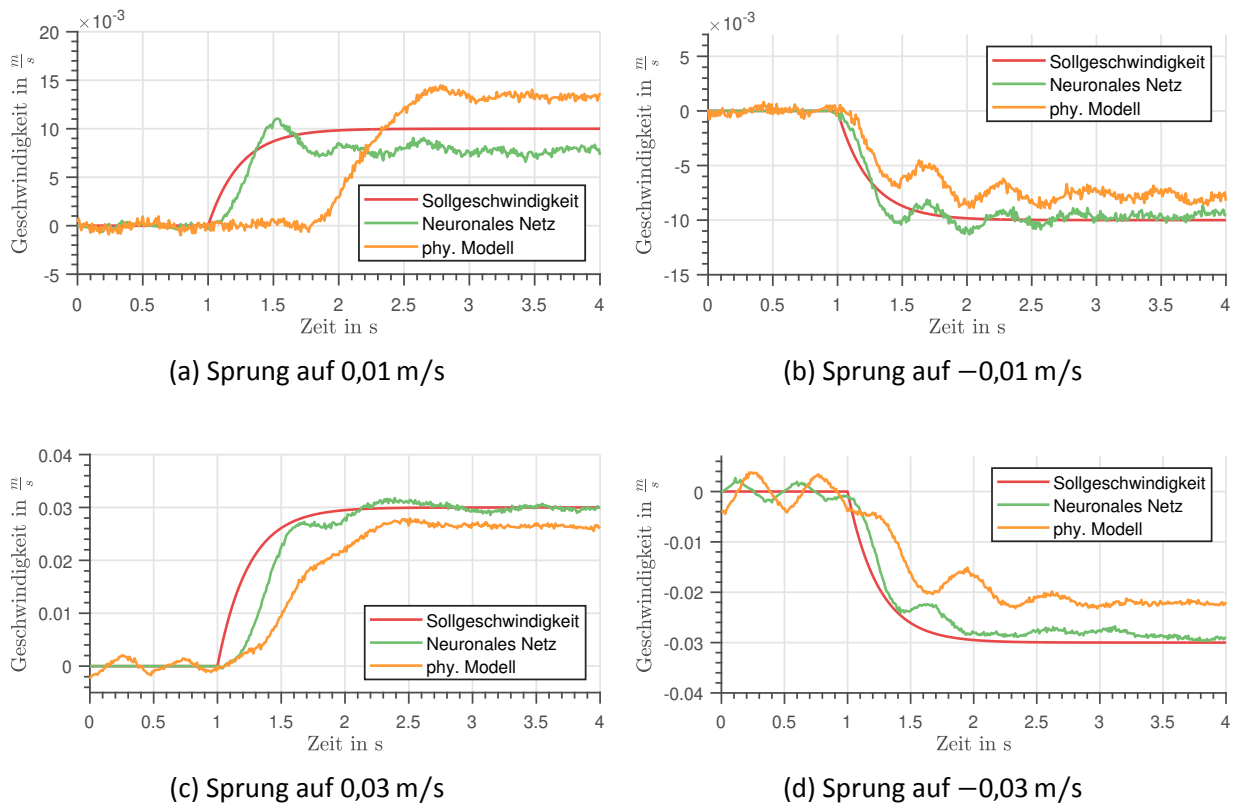 ×10⁻³
20
15
10
5
0
-5
Geschwindigkeit in m/s
0 0.5 1 1.5 2 2.5 3 3.5 4
Zeit in s
Sollgeschwindigkeit
Neuronales Netz
phy. Modell
(a) Sprung auf 0,01 m/s
×10⁻³
5
0
-5
-10
-15
Geschwindigkeit in m/s
0 0.5 1 1.5 2 2.5 3 3.5 4
Zeit in s
Sollgeschwindigkeit
Neuronales Netz
phy. Modell
(b) Sprung auf −0,01 m/s
0.04
0.03
0.02
0.01
0
Geschwindigkeit in m/s
0 0.5 1 1.5 2 2.5 3 3.5 4
Zeit in s
Sollgeschwindigkeit
Neuronales Netz
phy. Modell
(c) Sprung auf 0,03 m/s
0
-0.01
-0.02
-0.03
-0.04
Geschwindigkeit in m/s
0 0.5 1 1.5 2 2.5 3 3.5 4
Zeit in s
Sollgeschwindigkeit
Neuronales Netz
phy. Modell
(d) Sprung auf −0,03 m/s